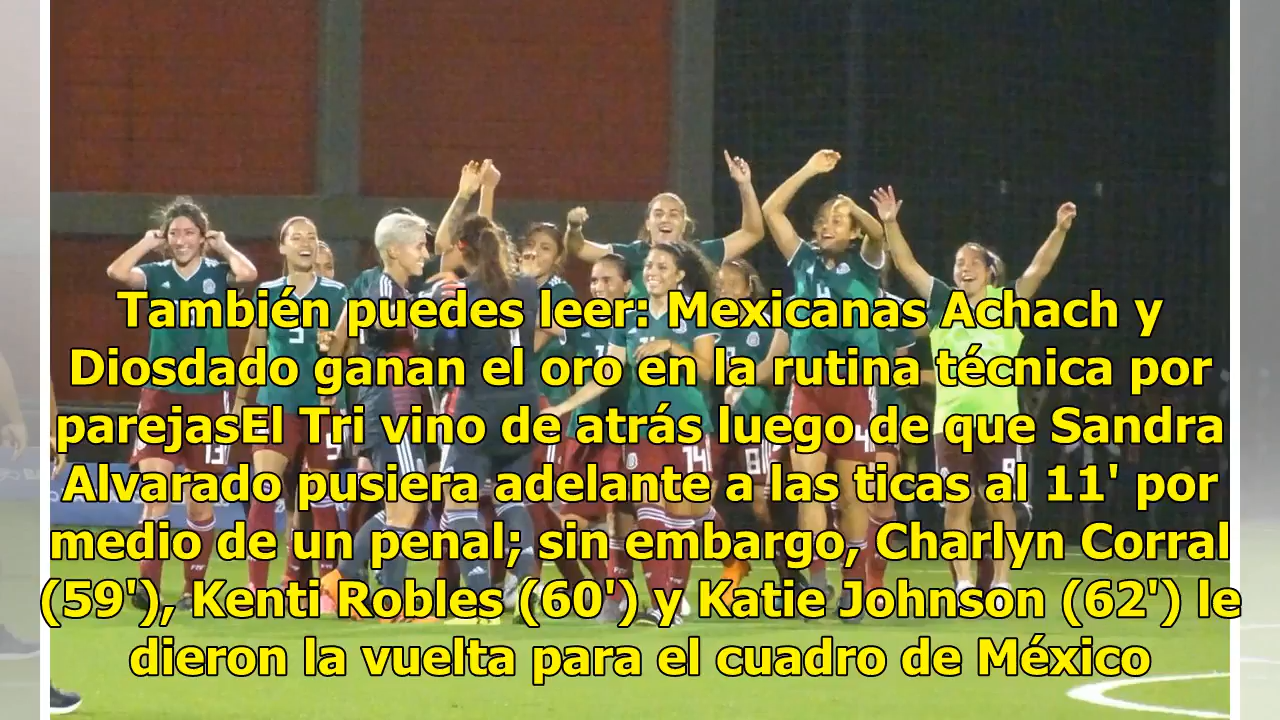 También puedes leer: Mexicanas Achach y
Diosdado ganan el oro en la rutina técnica por
parejasEl Tri vino de atrás luego de que Sandra
Alvarado pusiera adelante a las ticas al 11' por
medio de un penal; sin embargo, Charlyn Corral
(59'), Kenti Robles (60') y Katie Johnson (62') le
dieron la vuelta para el cuadro de México